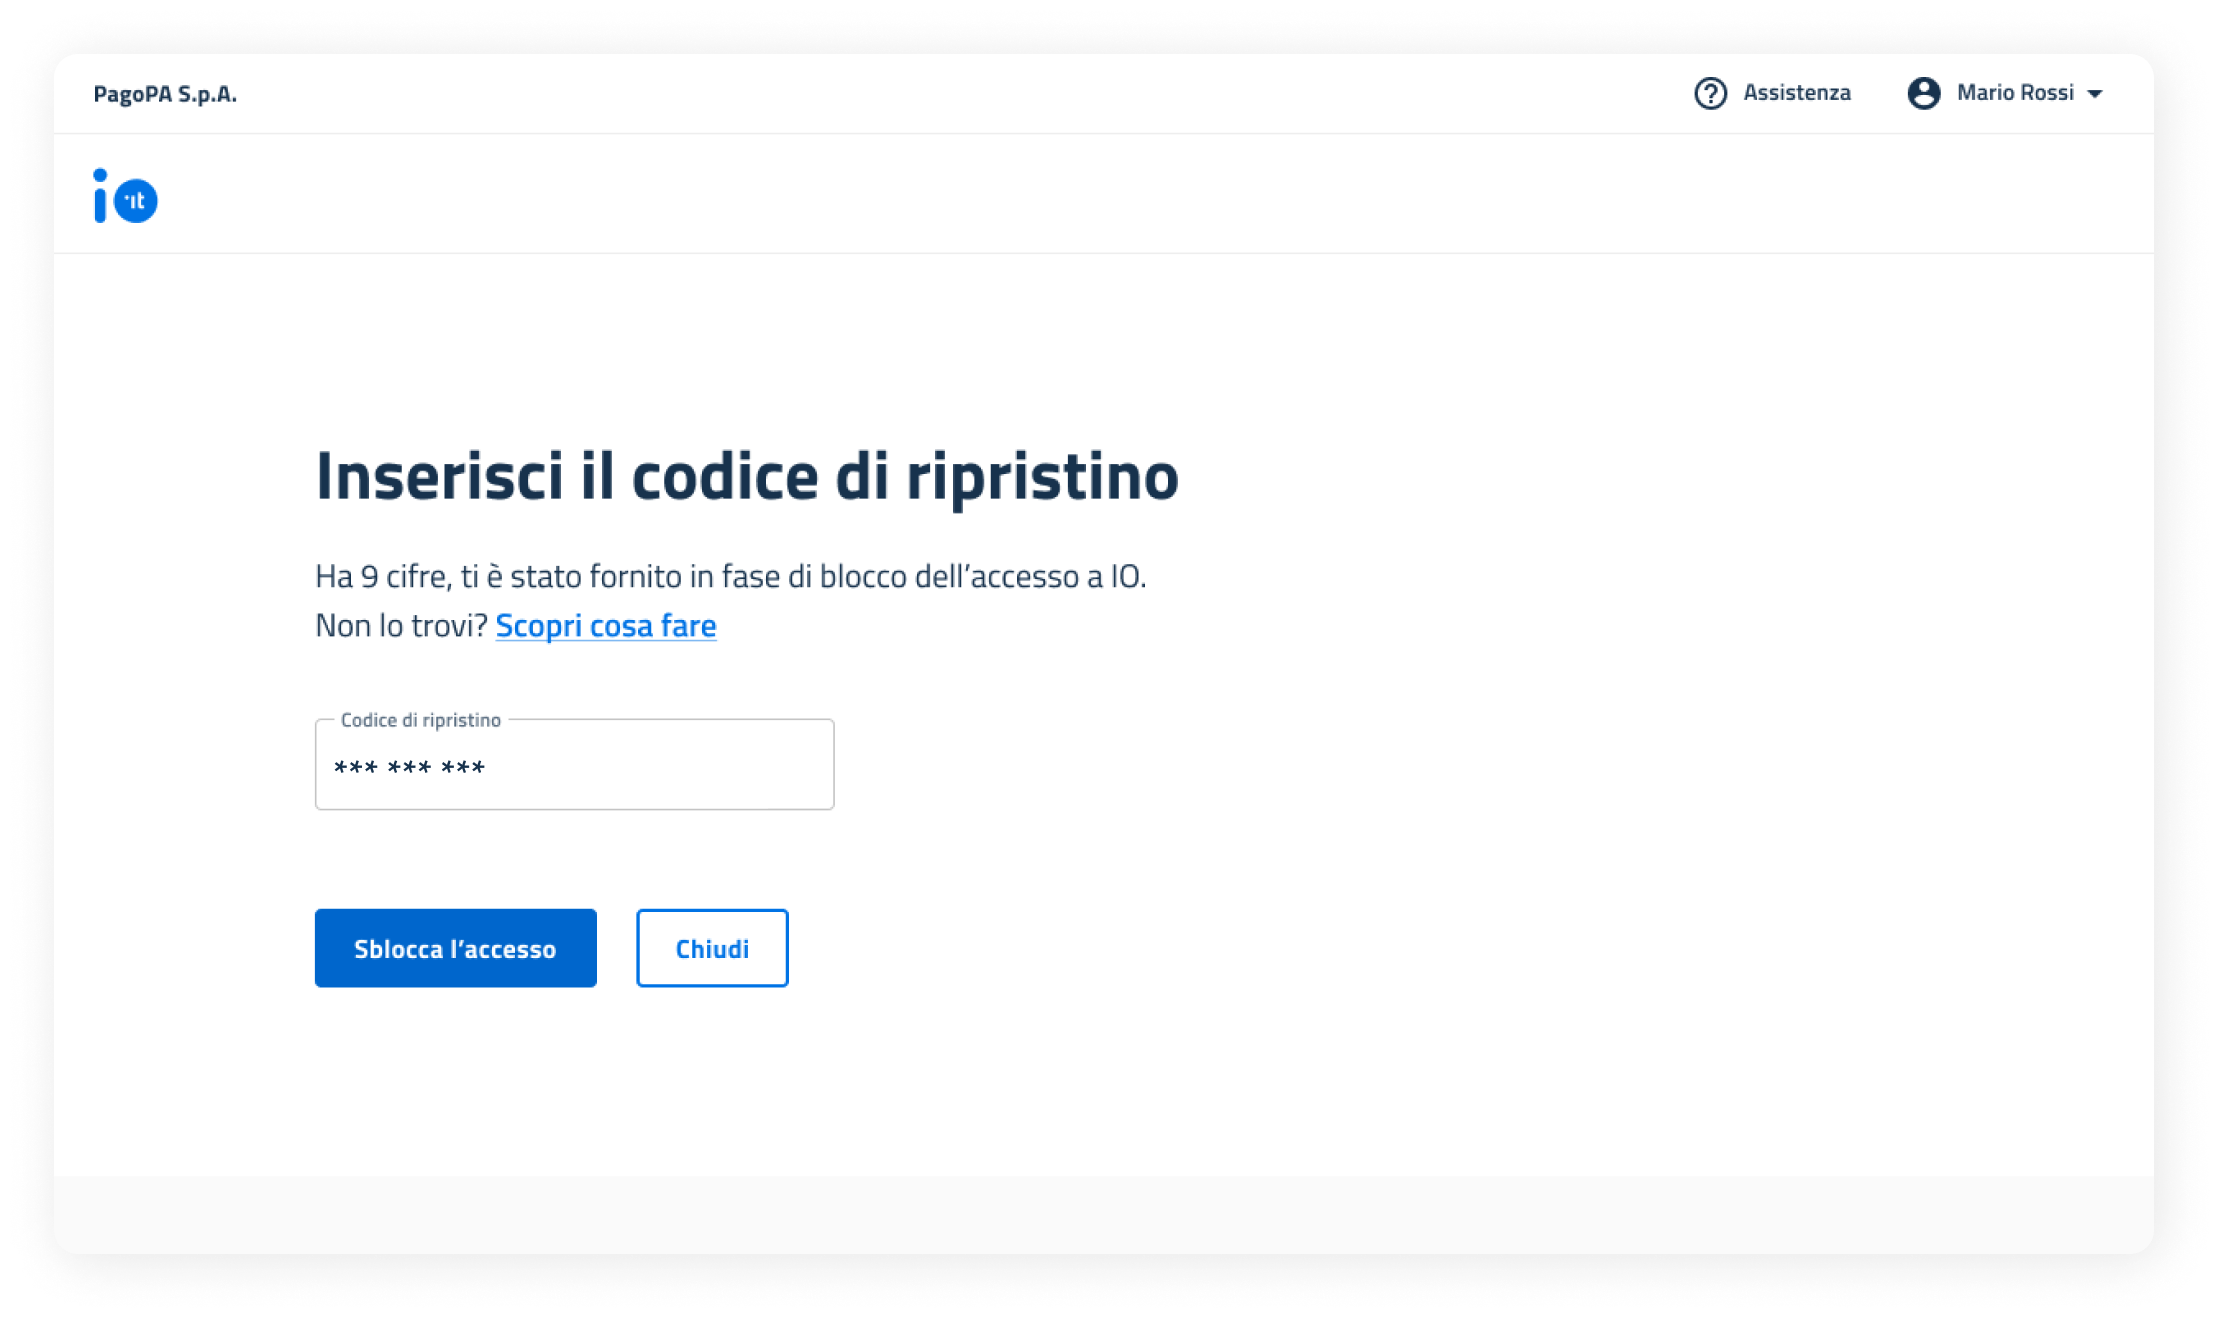 PagoPA S.p.A.
Assistenza
Mario Rossi
io it
Inserisci il codice di ripristino
Ha 9 cifre, ti è stato fornito in fase di blocco dell’accesso a IO.
Non lo trovi? Scopri cosa fare
Codice di ripristino
*** *** ***
Sblocca l’accesso
Chiudi